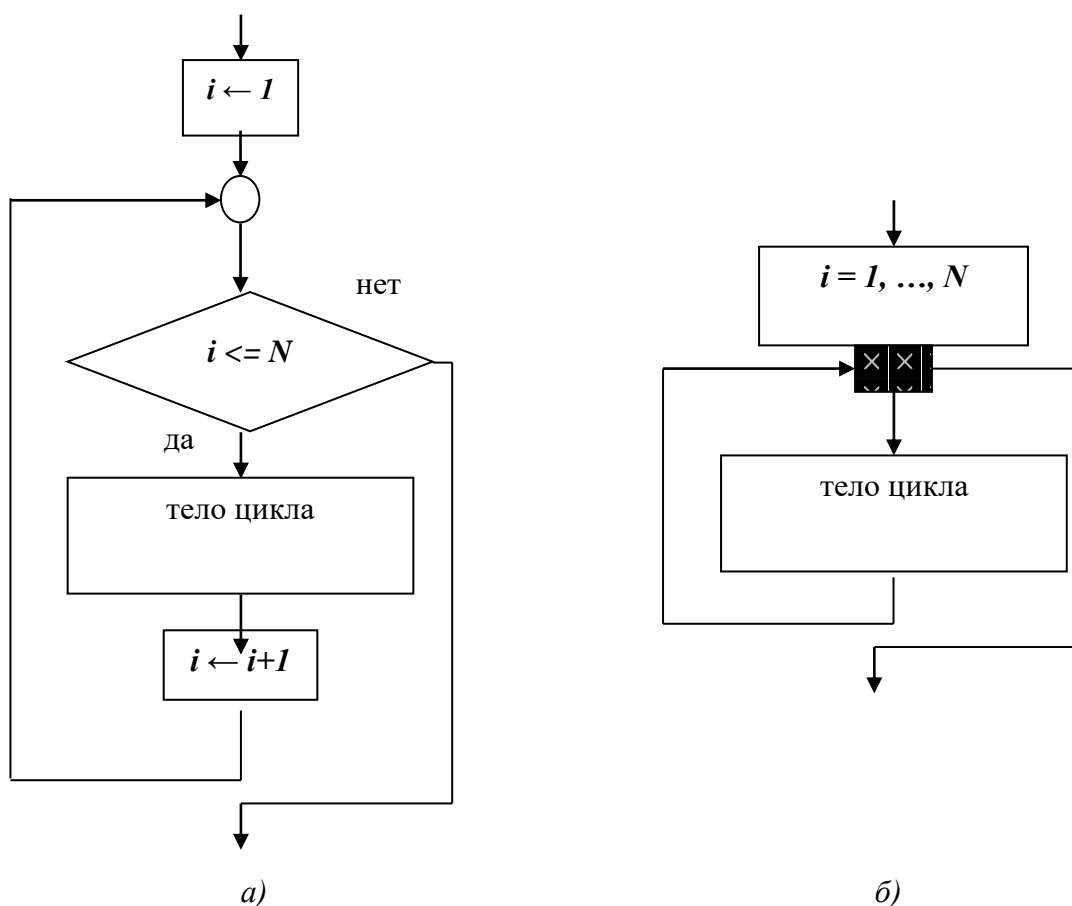 i ← 1
нет
i <= N
да
тело цикла
i ← i+1
а)
i = 1, …, N
тело цикла
б)